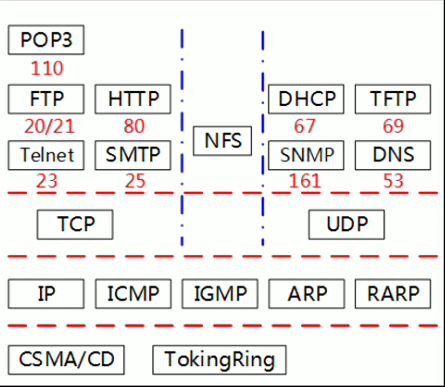 POP3
110
FTP HTTP DHCP TFTP
20/21 80 NFS 67 69
Telnet SMTP SNMP DNS
23 25 161 53
TCP UDP
IP ICMP IGMP ARP RARP
CSMA/CD TokingRing